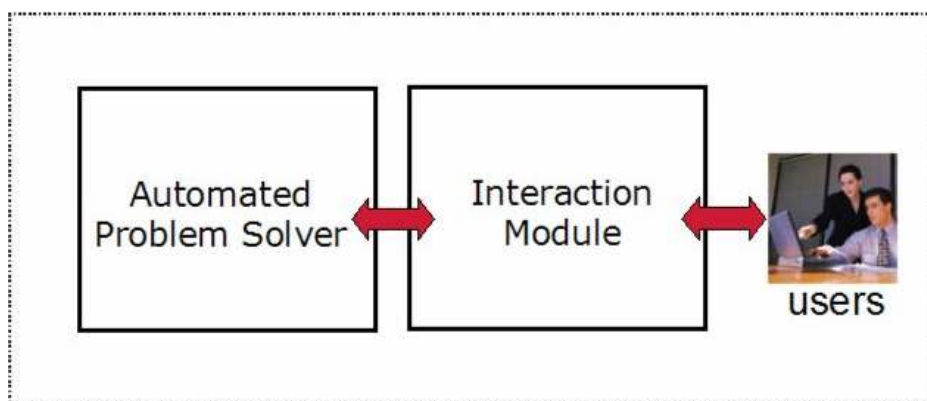 Automated
Problem Solver
Interaction
Module
users